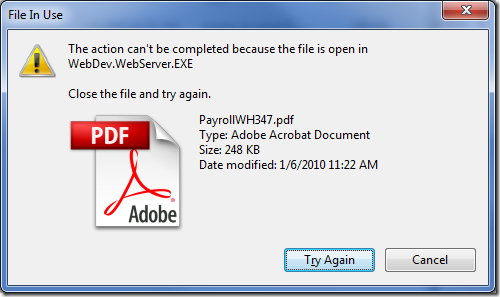 File In Use
The action can't be completed because the file is open in
WebDev.WebServer.EXE
Close the file and try again.
PDF
Adobe
PayrollWH347.pdf
Type: Adobe Acrobat Document
Size: 248 KB
Date modified: 1/6/2010 11:22 AM
Try Again
Cancel